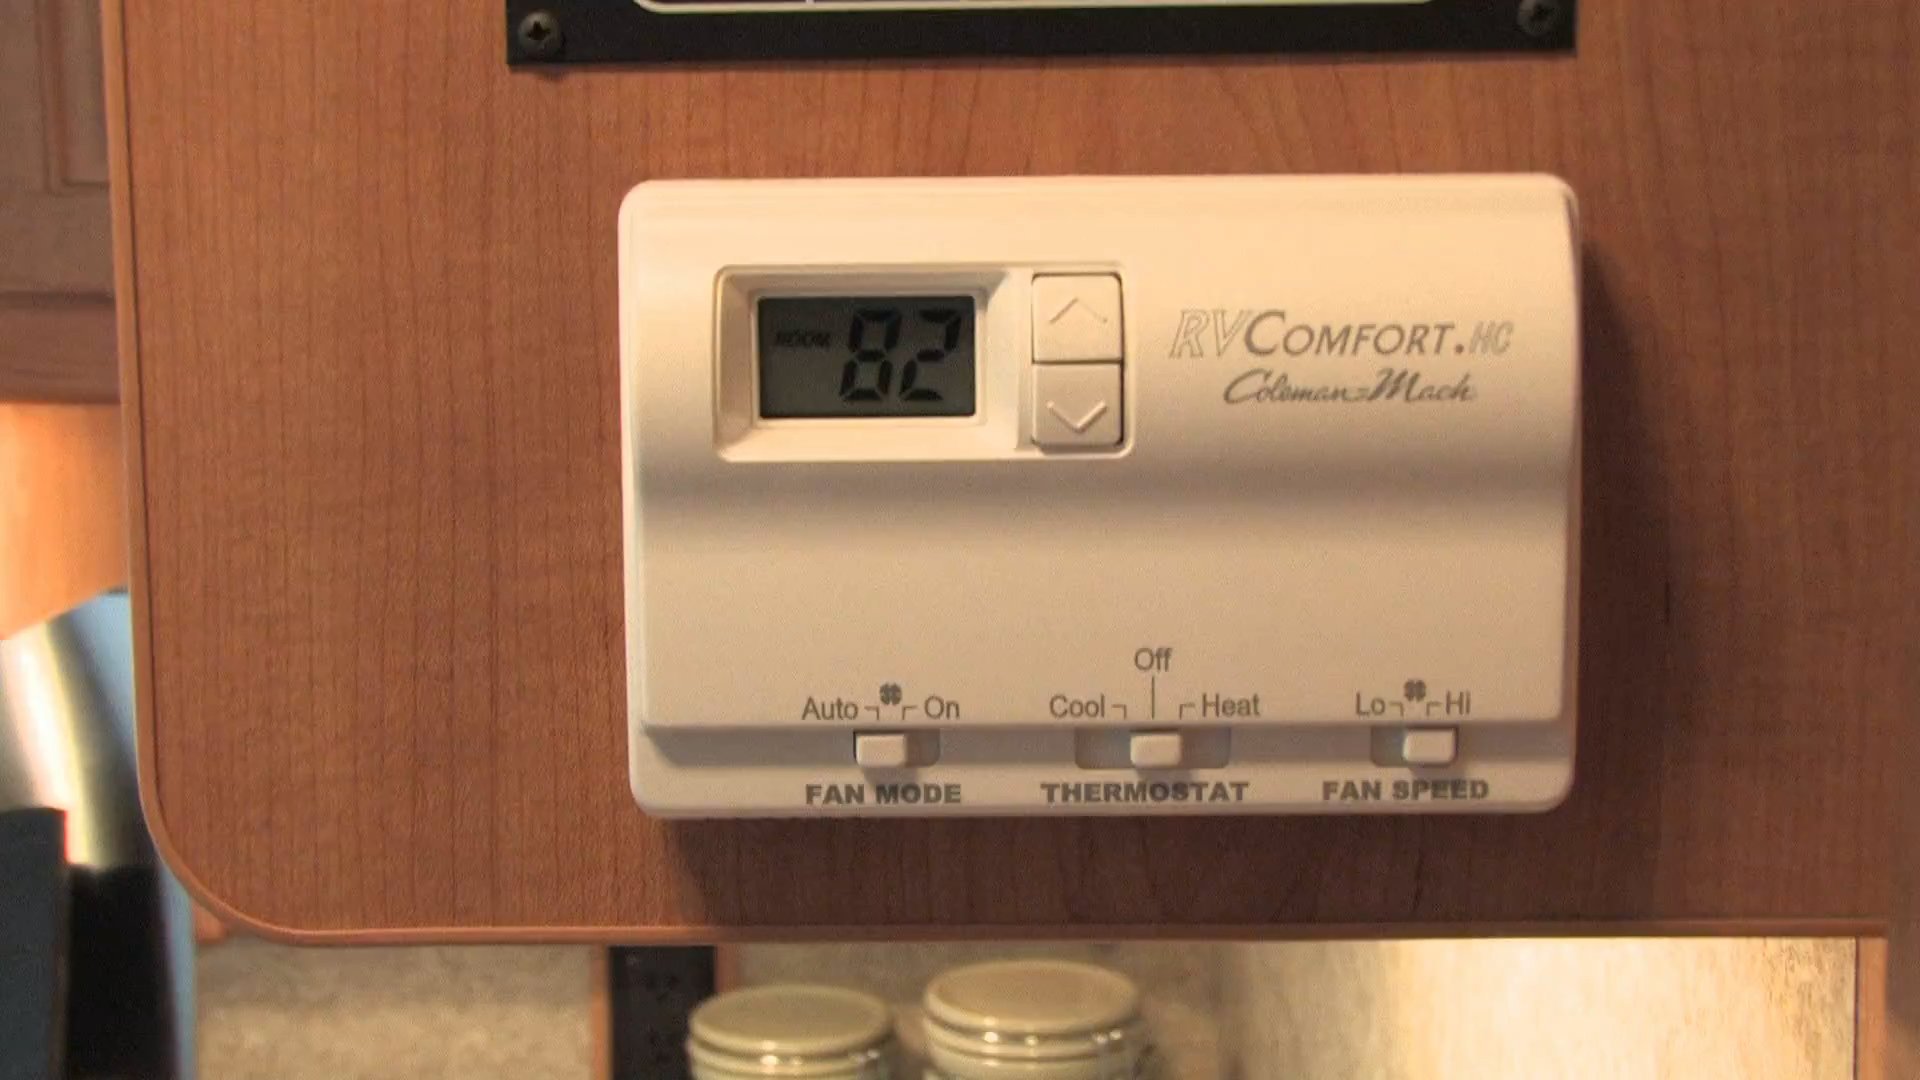 ROOM 82
RVCOMFORT.HC
Coleman-Mach
Off
Auto On Cool Heat Lo Hi
FAN MODE THERMOSTAT FAN SPEED